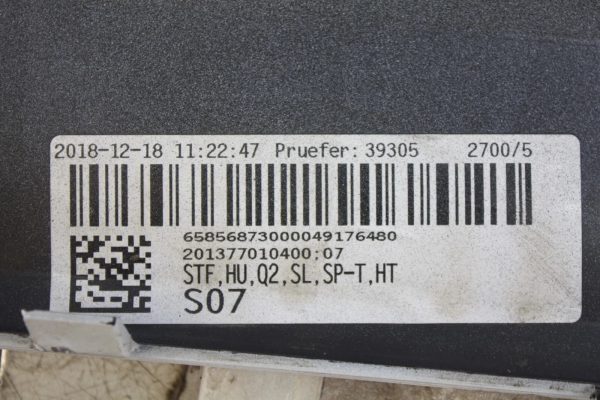 2018-12-18 11:22:47 Pruefer: 39305 2700/5
65856873000049176480
201377010400;07
STF,HU,Q2,SL,SP-T,HT
S07